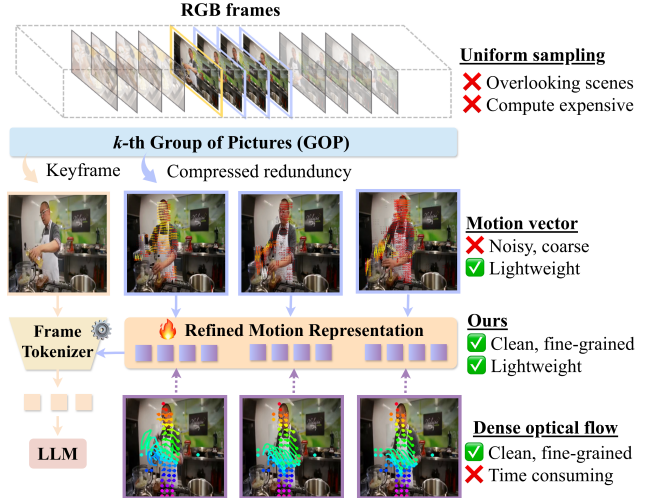 RGB frames
Uniform sampling
❌ Overlooking scenes
❌ Compute expensive
k-th Group of Pictures (GOP)
Keyframe
Compressed redundancy
Motion vector
❌ Noisy, coarse
✅ Lightweight
Frame
Tokenizer
Refined Motion Representation
Ours
✅ Clean, fine-grained
✅ Lightweight
LLM
Dense optical flow
✅ Clean, fine-grained
❌ Time consuming